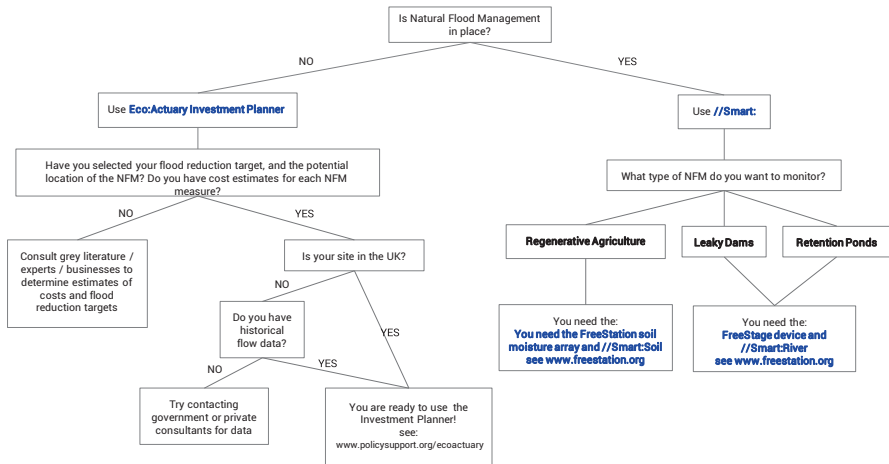 Is Natural Flood Management
in place?
NO
YES
Use Eco:Actuary Investment Planner
Use //Smart:
Have you selected your flood reduction target, and the potential
location of the NFM? Do you have cost estimates for each NFM
measure?
What type of NFM do you want to monitor?
NO
YES
Regenerative Agriculture
Leaky Dams
Retention Ponds
Consult grey literature /
experts / businesses to
determine estimates of
costs and flood
reduction targets
Is your site in the UK?
NO
YES
Do you have
historical
flow data?
You need the:
You need the FreeStation soil
moisture array and //Smart:Soil
see www.freestation.org
You need the:
FreeStage device and
//Smart:River
see www.freestation.org
NO
YES
Try contacting
government or private
consultants for data
You are ready to use the
Investment Planner!
see:
www.policysupport.org/ecoactuary